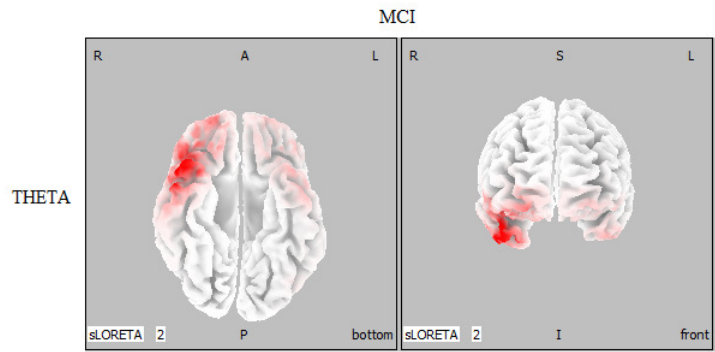 MCI
R A L
R S L
THETA
sLORETA 2 P bottom
sLORETA 2 I front